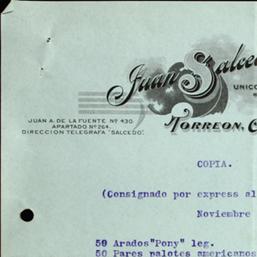 Juan Salced
UNICO
JUAN A. DE LA FUENTE Nº 430.
APARTADO Nº 264.
DIRECCION TELEGRAFA "SALCEDO".
TORREON, C
COPIA.
(Consignado por express al
Noviembre
50 Arados"Pony" leg.
50 Pares palotes americanos